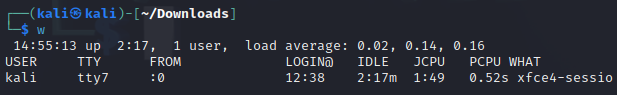 ┌──(kali㉿kali)-[~/Downloads]
└─$ w
 14:55:13 up  2:17,  1 user,  load average: 0.02, 0.14, 0.16
USER     TTY      FROM             LOGIN@   IDLE   JCPU   PCPU WHAT
kali     tty7     :0               12:38    2:17m  1:49   0.52s xfce4-sessio